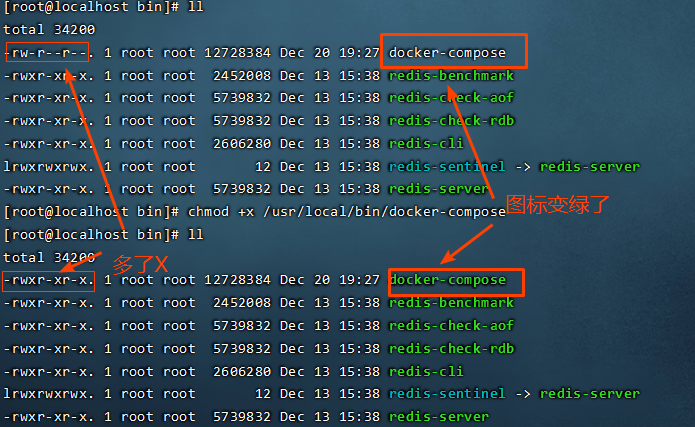 [root@localhost bin]# ll
total 34200
-rw-r--r--. 1 root root 12728384 Dec 20 19:27 docker-compose
-rwxr-xr-x. 1 root root  2452008 Dec 13 15:38 redis-benchmark
-rwxr-xr-x. 1 root root  5739832 Dec 13 15:38 redis-check-aof
-rwxr-xr-x. 1 root root  5739832 Dec 13 15:38 redis-check-rdb
-rwxr-xr-x. 1 root root  2606280 Dec 13 15:38 redis-cli
lrwxrwxrwx. 1 root root       12 Dec 13 15:38 redis-sentinel -> redis-server
-rwxr-xr-x. 1 root root  5739832 Dec 13 15:38 redis-server
[root@localhost bin]# chmod +x /usr/local/bin/docker-compose
图标变绿了
[root@localhost bin]# ll
total 34200
多了X
-rwxr-xr-x. 1 root root 12728384 Dec 20 19:27 docker-compose
-rwxr-xr-x. 1 root root  2452008 Dec 13 15:38 redis-benchmark
-rwxr-xr-x. 1 root root  5739832 Dec 13 15:38 redis-check-aof
-rwxr-xr-x. 1 root root  5739832 Dec 13 15:38 redis-check-rdb
-rwxr-xr-x. 1 root root  2606280 Dec 13 15:38 redis-cli
lrwxrwxrwx. 1 root root       12 Dec 13 15:38 redis-sentinel -> redis-server
-rwxr-xr-x. 1 root root  5739832 Dec 13 15:38 redis-server